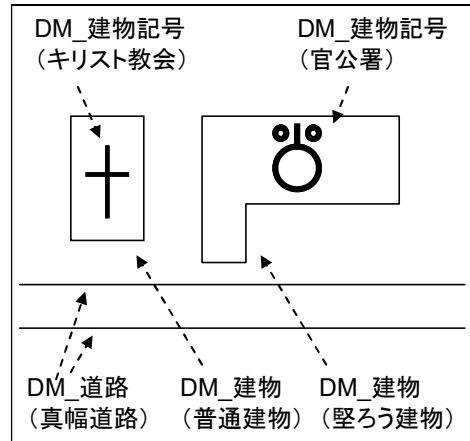 DM_建物記号
（キリスト教会）
DM_建物記号
（官公署）
DM_道路
（真幅道路）
DM_建物
（普通建物）
DM_建物
（堅ろう建物）